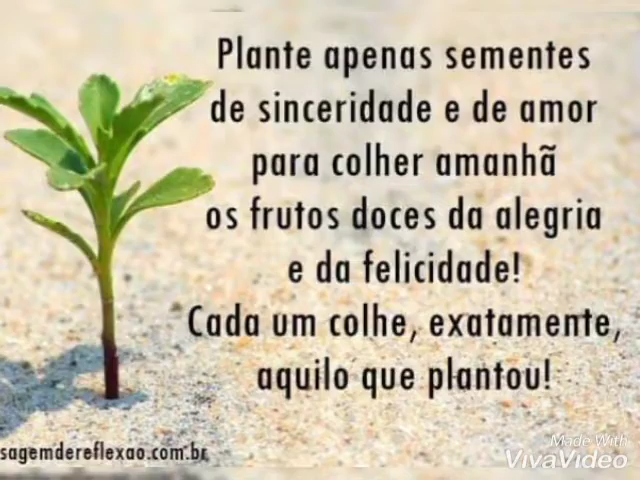 Plante apenas sementes
de sinceridade e de amor
para colher amanhã
os frutos doces da alegria
e da felicidade!
Cada um colhe, exatamente,
aquilo que plantou!
sagemdereflexao.com.br
Made With
VivaVideo